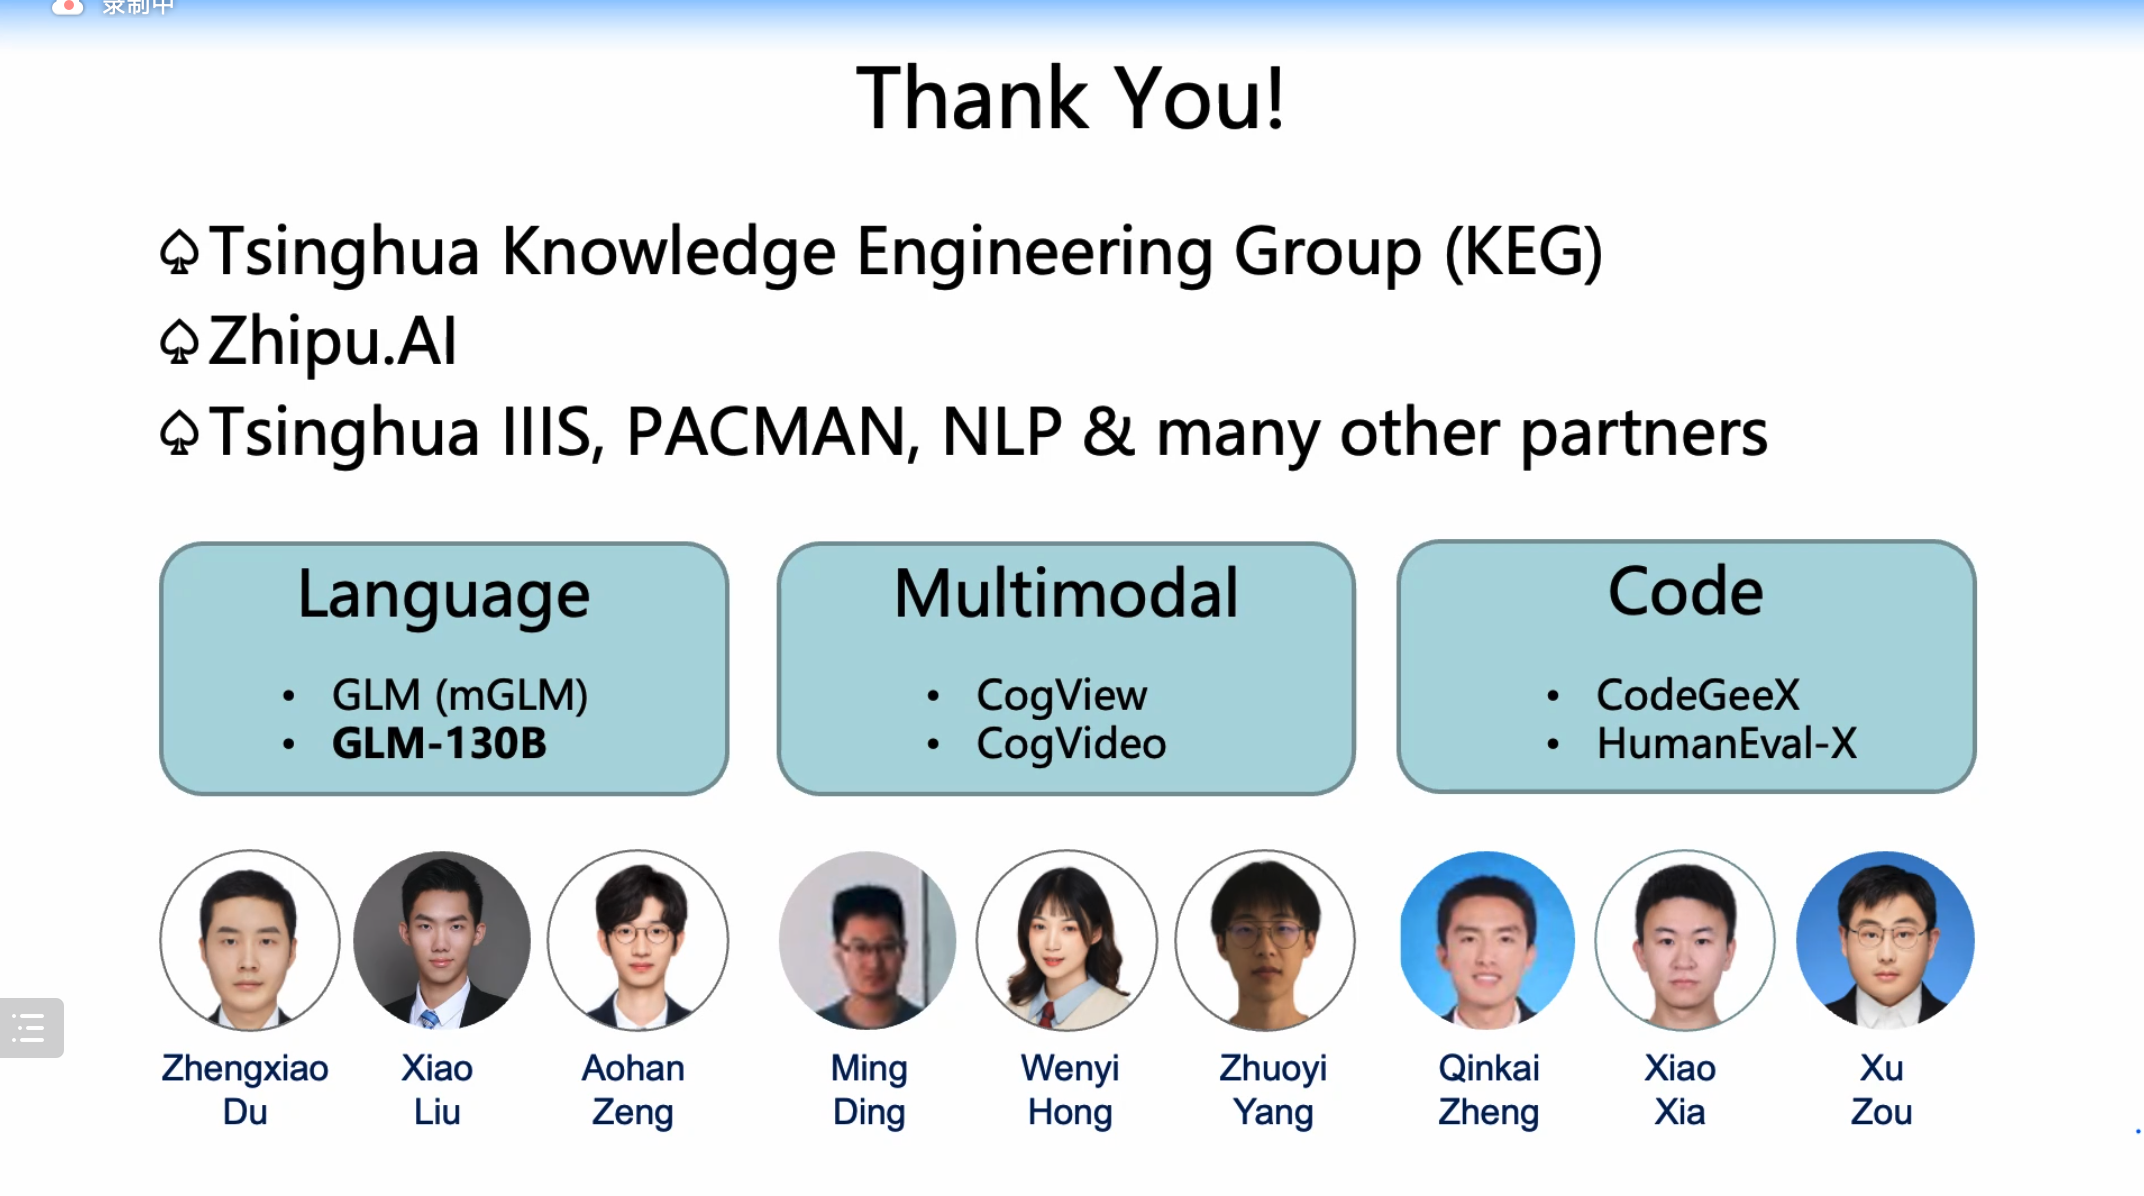 录制中
Thank You!
♤Tsinghua Knowledge Engineering Group (KEG)
♤Zhipu.AI
♤Tsinghua IIIS, PACMAN, NLP & many other partners
Language
• GLM (mGLM)
• GLM-130B
Multimodal
• CogView
• CogVideo
Code
• CodeGeeX
• HumanEval-X
Zhengxiao
Du
Xiao
Liu
Aohan
Zeng
Ming
Ding
Wenyi
Hong
Zhuoyi
Yang
Qinkai
Zheng
Xiao
Xia
Xu
Zou